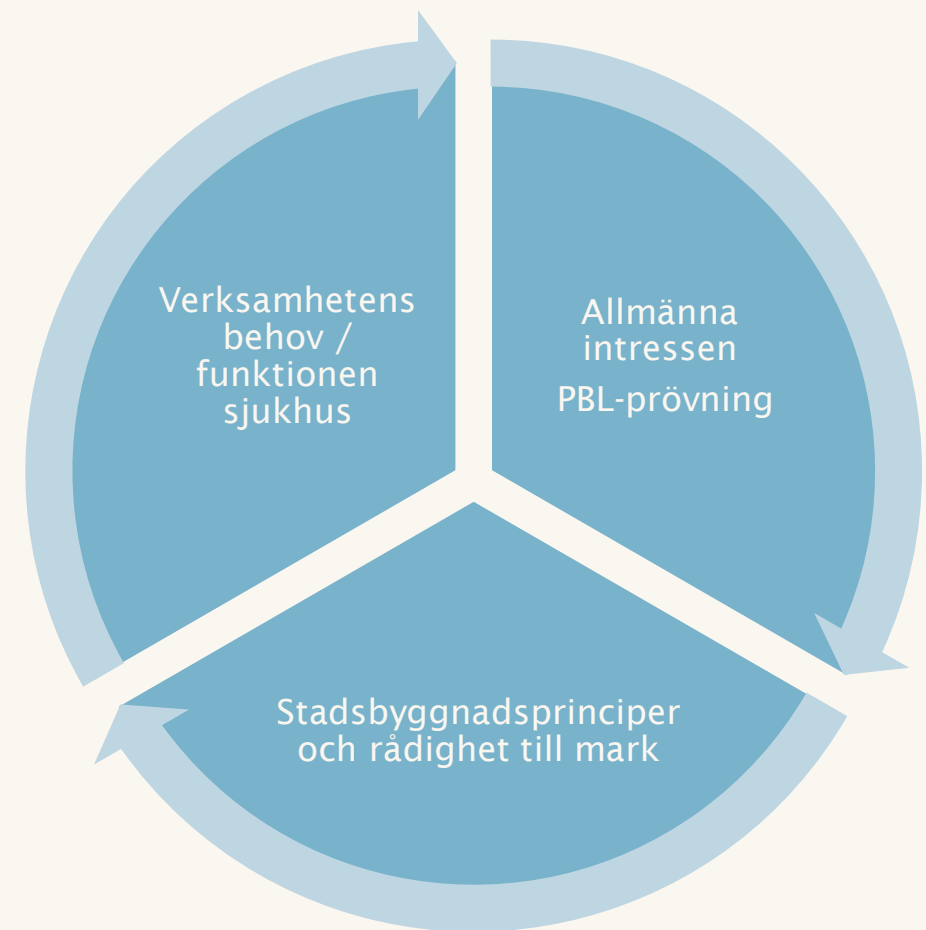 Verksamhetens
behov /
funktionen
sjukhus
Allmänna
intressen
PBL-prövning
Stadsbyggnadsprinciper
och rådighet till mark